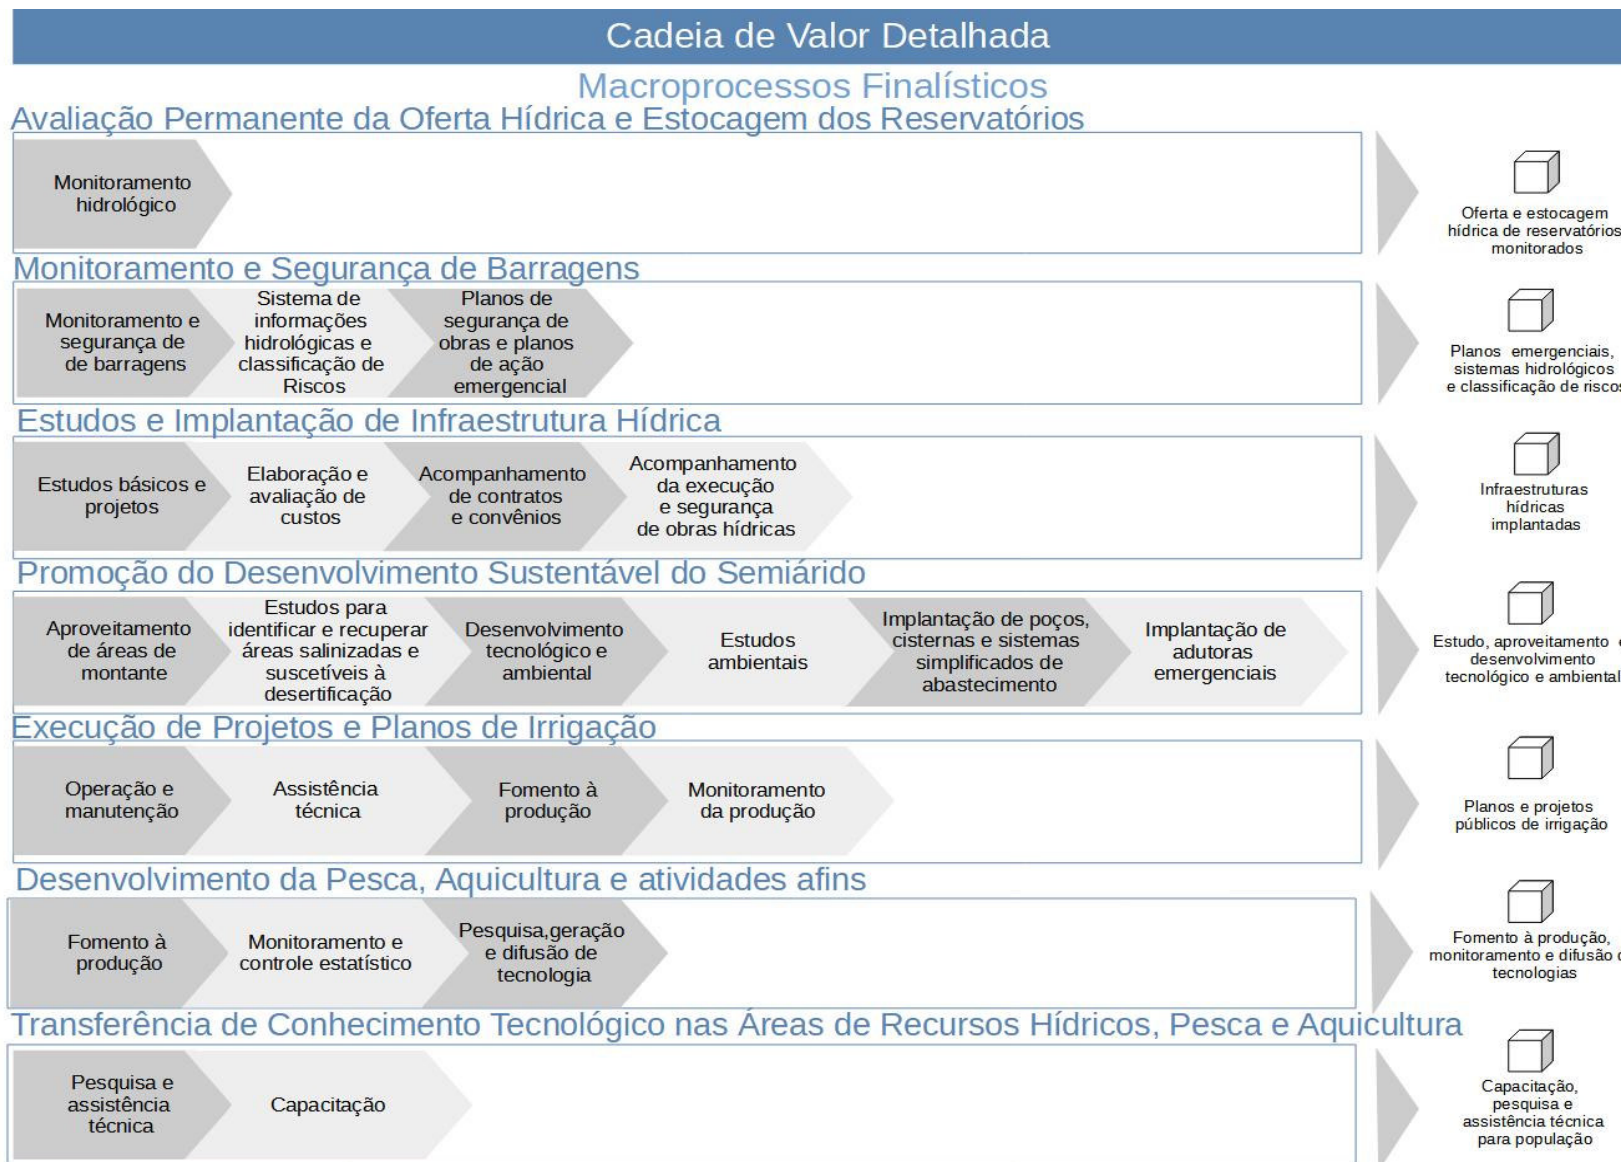 Cadeia de Valor Detalhada
Macroprocessos Finalísticos
Avaliação Permanente da Oferta Hídrica e Estocagem dos Reservatórios
Monitoramento
hidrológico
Oferta e estocagem
hídrica de reservatórios
monitorados
Monitoramento e Segurança de Barragens
Monitoramento e
segurança de
de barragens
Sistema de
informações
hidrológicas e
classificação de
Riscos
Planos de
segurança de
obras e planos
de ação
emergencial
Planos emergenciais,
sistemas hidrológicos
e classificação de riscos
Estudos e Implantação de Infraestrutura Hídrica
Estudos básicos e
projetos
Elaboração e
avaliação de
custos
Acompanhamento
de contratos
e convênios
Acompanhamento
da execução
e segurança
de obras hídricas
Infraestruturas
hídricas
implantadas
Promoção do Desenvolvimento Sustentável do Semiárido
Aproveitamento
de áreas de
montante
Estudos para
identificar e recuperar
áreas salinizadas e
suscetíveis à
desertificação
Desenvolvimento
tecnológico e
ambiental
Estudos
ambientais
Implantação de poços,
cisternas e sistemas
simplificados de
abastecimento
Implantação de
adutoras
emergenciais
Estudo, aproveitamento
desenvolvimento
tecnológico e ambiental
Execução de Projetos e Planos de Irrigação
Operação e
manutenção
Assistência
técnica
Fomento à
produção
Monitoramento
da produção
Planos e projetos
públicos de irrigação
Desenvolvimento da Pesca, Aquicultura e atividades afins
Fomento à
produção
Monitoramento e
controle estatístico
Pesquisa,geração
e difusão de
tecnologia
Fomento à produção,
monitoramento e difusão
tecnologias
Transferência de Conhecimento Tecnológico nas Áreas de Recursos Hídricos, Pesca e Aquicultura
Pesquisa e
assistência
técnica
Capacitação
Capacitação,
pesquisa e
assistência técnica
para população